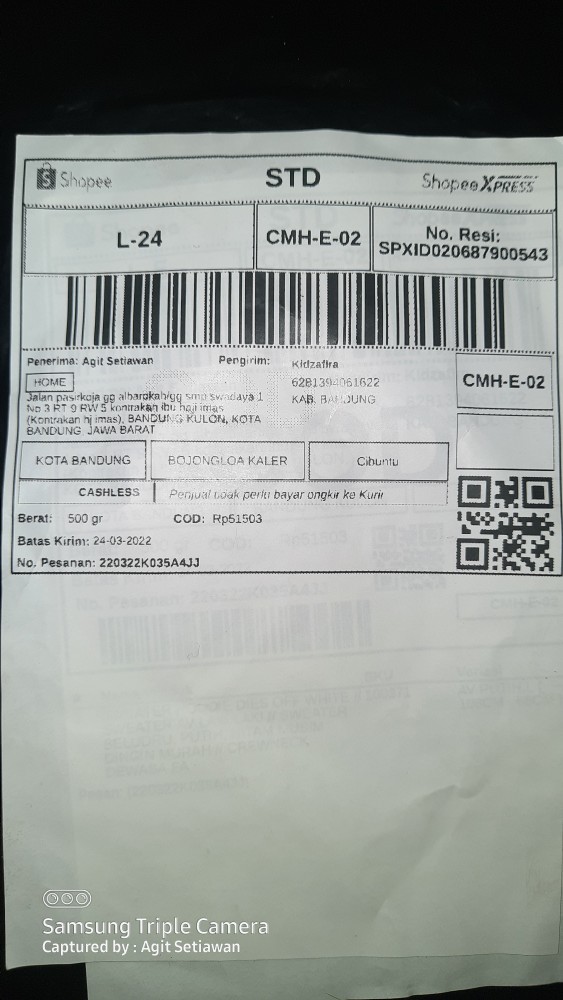 Shopee
STD
Shopee XPRESS
L-24
CMH-E-02
No. Resi:
SPXID020687900543
Penerima: Agit Setiawan
Pengirim:
Kidzafira
6281394061622
KAB. BANDUNG
CMH-E-02
HOME
Jalan pasirkoja gg albarokah/gg smp swadaya 1
No 3 RT 9 RW 5 kontrakan ibu haji imas
(Kontrakan hj imas), BANDUNG KULON, KOTA
BANDUNG, JAWA BARAT
KOTA BANDUNG
BOJONGLOA KALER
Cibuntu
CASHLESS
Penjual tidak perlu bayar ongkir ke Kurir
Berat: 500 gr
COD: Rp51503
Batas Kirim: 24-03-2022
No. Pesanan: 220322K035A4JJ
Samsung Triple Camera
Captured by : Agit Setiawan